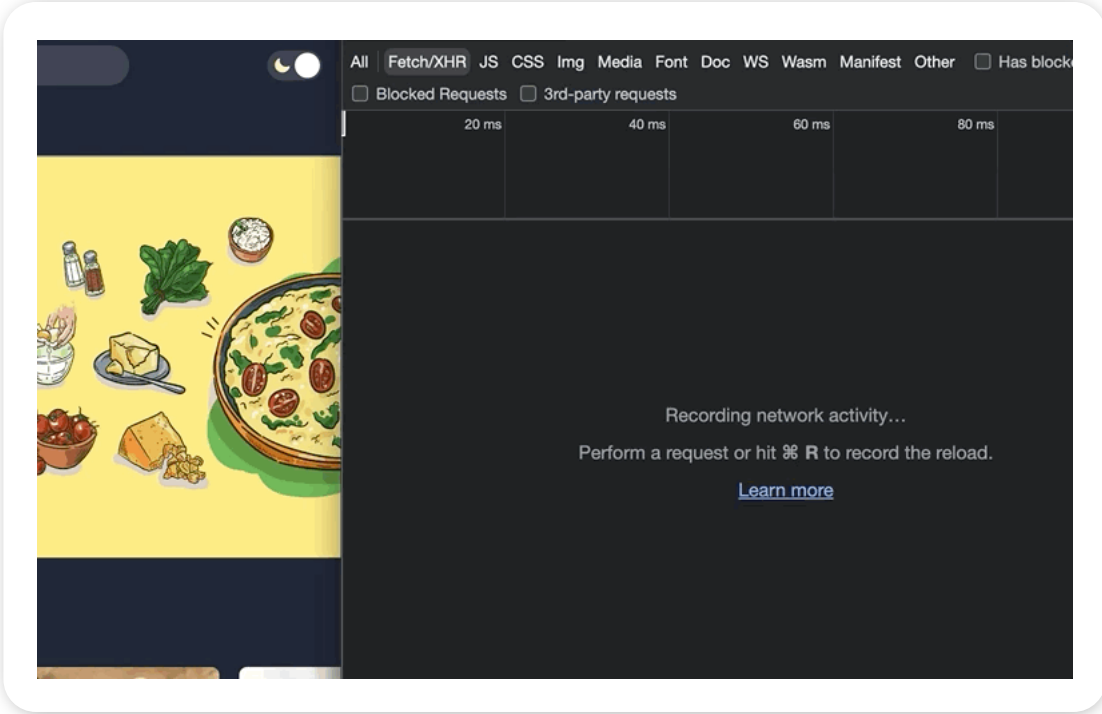 All Fetch/XHR JS CSS Img Media Font Doc WS Wasm Manifest Other Has blocke
Blocked Requests 3rd-party requests
20 ms 40 ms 60 ms 80 ms
Recording network activity…
Perform a request or hit ⌘ R to record the reload.
Learn more